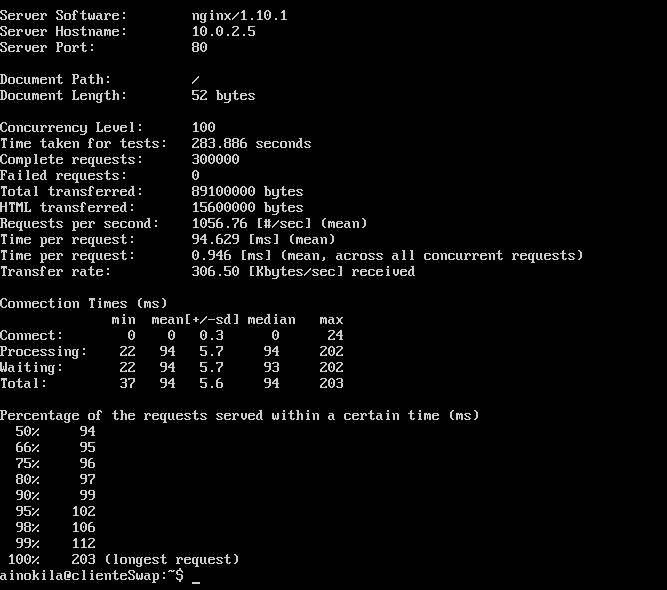 Server Software:        nginx/1.10.1
Server Hostname:        10.0.2.5
Server Port:            80

Document Path:          /
Document Length:        52 bytes

Concurrency Level:      100
Time taken for tests:   283.886 seconds
Complete requests:      300000
Failed requests:        0
Total transferred:      89100000 bytes
HTML transferred:       15600000 bytes
Requests per second:    1056.76 [#/sec] (mean)
Time per request:       94.629 [ms] (mean)
Time per request:       0.946 [ms] (mean, across all concurrent requests)
Transfer rate:          306.50 [Kbytes/sec] received

Connection Times (ms)
              min  mean[+/-sd] median   max
Connect:        0    0   0.3      0      24
Processing:    22   94   5.7     94     202
Waiting:       22   94   5.7     93     202
Total:         37   94   5.6     94     203

Percentage of the requests served within a certain time (ms)
  50%     94
  66%     95
  75%     96
  80%     97
  90%     99
  95%    102
  98%    106
  99%    112
 100%    203 (longest request)
ainokila@clienteSwap:~$ _